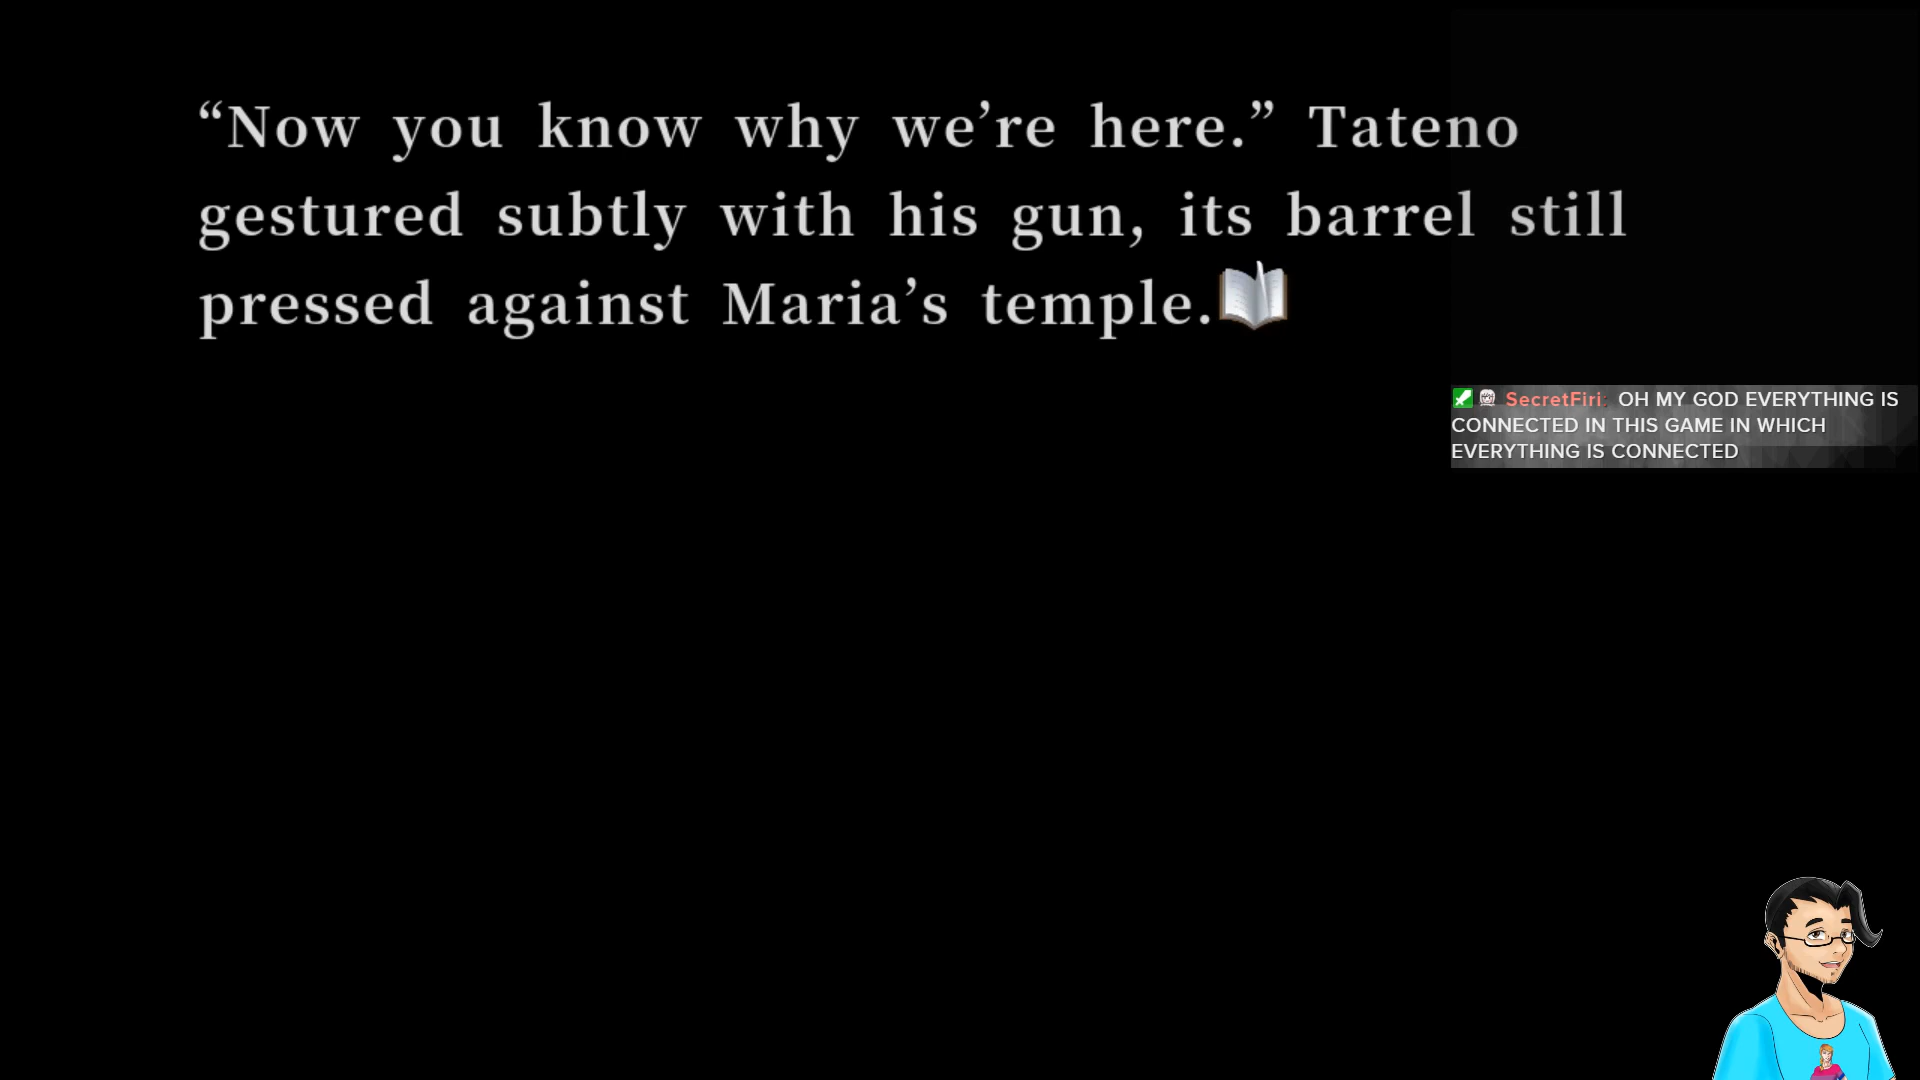 “Now you know why we’re here.” Tateno
gestured subtly with his gun, its barrel still
pressed against Maria’s temple.
SecretFiri: OH MY GOD EVERYTHING IS
CONNECTED IN THIS GAME IN WHICH
EVERYTHING IS CONNECTED